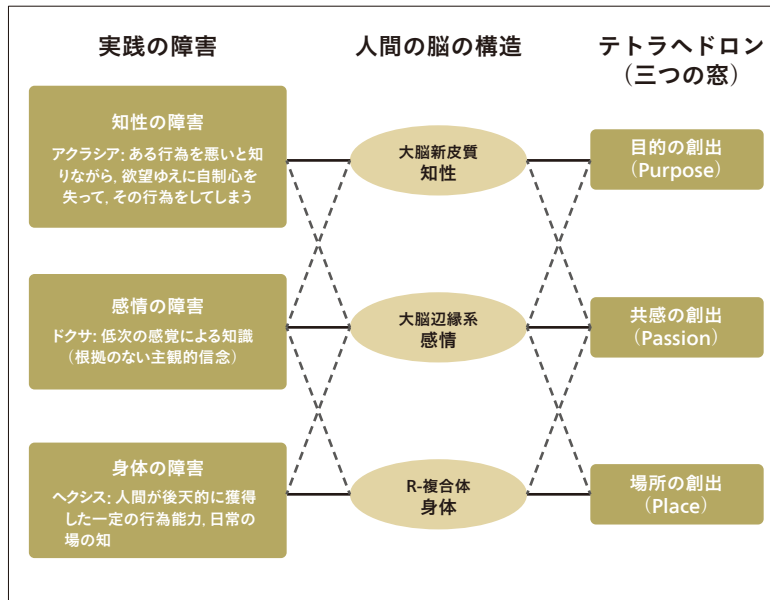 実践の障害
人間の脳の構造
テトラヘドロン
（三つの窓）
知性の障害
アクラシア：ある行為を悪いと知
りながら，欲望ゆえに自制心を
失って，その行為をしてしまう
大脳新皮質
知性
目的の創出
（Purpose）
感情の障害
ドクサ：低次の感覚による知識
（根拠のない主観的信念）
大脳辺縁系
感情
共感の創出
（Passion）
身体の障害
ヘクシス：人間が後天的に獲得
した一定の行為能力，日常の
場の知
R-複合体
身体
場所の創出
（Place）